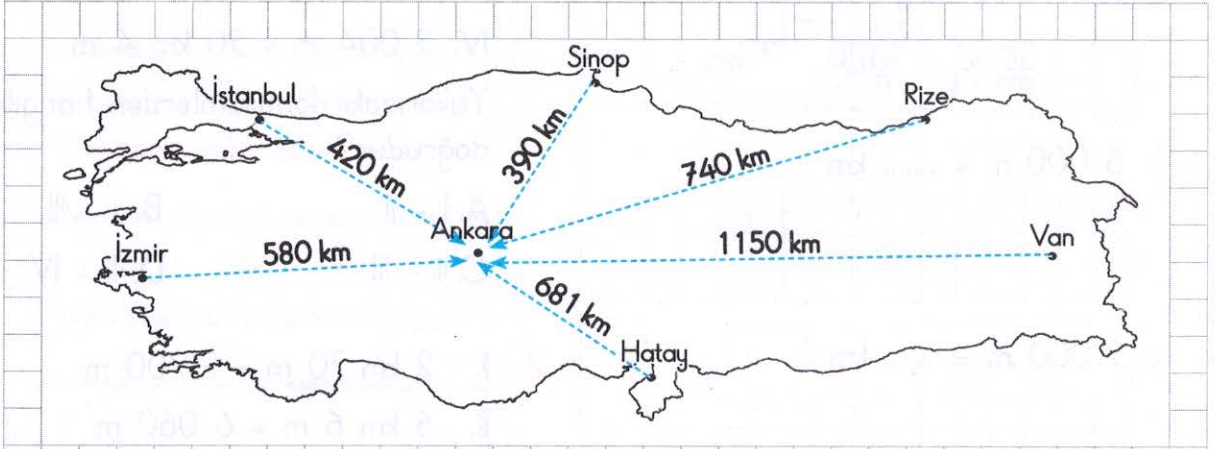 Sinop
İstanbul
Rize
420 km
390 km
740 km
Ankara
İzmir
580 km
1150 km
Van
681 km
Hatay